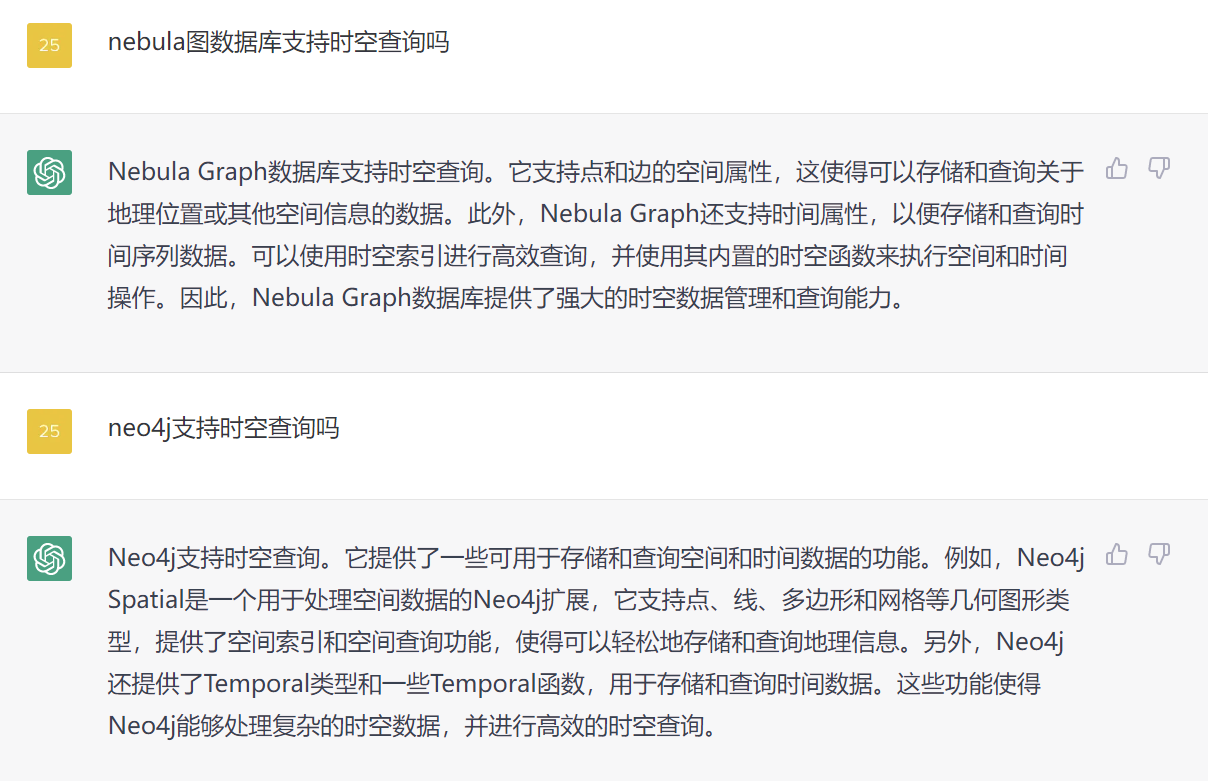 25
nebula图数据库支持时空查询吗
Nebula Graph数据库支持时空查询。它支持点和边的空间属性，这使得可以存储和查询关于
地理位置或其他空间信息的数据。此外，Nebula Graph还支持时间属性，以便存储和查询时
间序列数据。可以使用时空索引进行高效查询，并使用其内置的时空函数来执行空间和时间
操作。因此，Nebula Graph数据库提供了强大的时空数据管理和查询能力。
25
neo4j支持时空查询吗
Neo4j支持时空查询。它提供了一些可用于存储和查询空间和时间数据的功能。例如，Neo4j
Spatial是一个用于处理空间数据的Neo4j扩展，它支持点、线、多边形和网格等几何图形类
型，提供了空间索引和空间查询功能，使得可以轻松地存储和查询地理信息。另外，Neo4j
还提供了Temporal类型和一些Temporal函数，用于存储和查询时间数据。这些功能使得
Neo4j能够处理复杂的时空数据，并进行高效的时空查询。